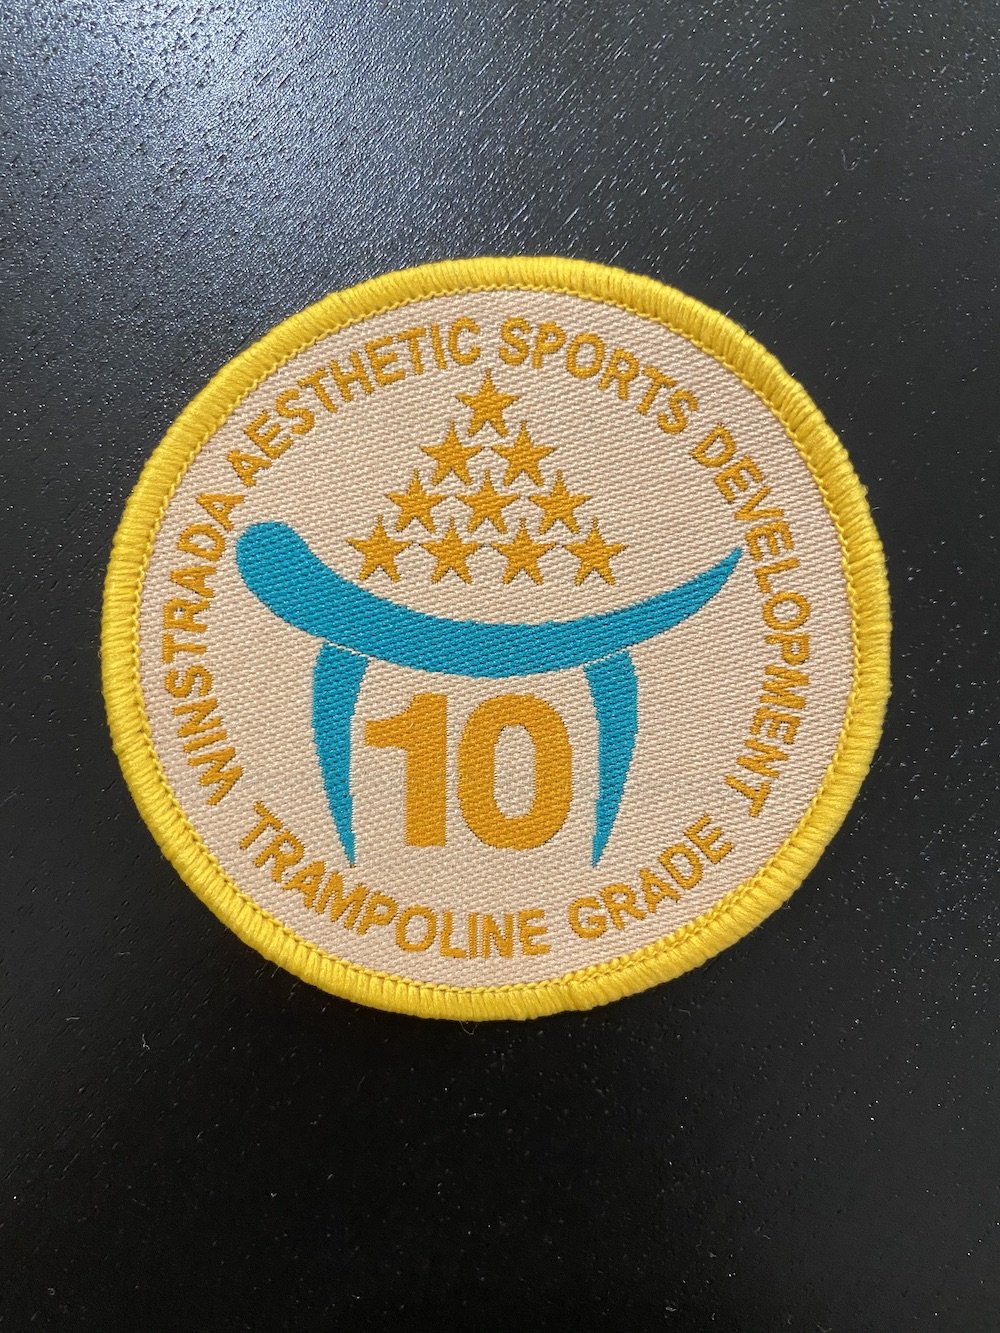 WINSTRADA AESTHETIC SPORTS DEVELOPMENT
10
TRAMPOLINE GRADE